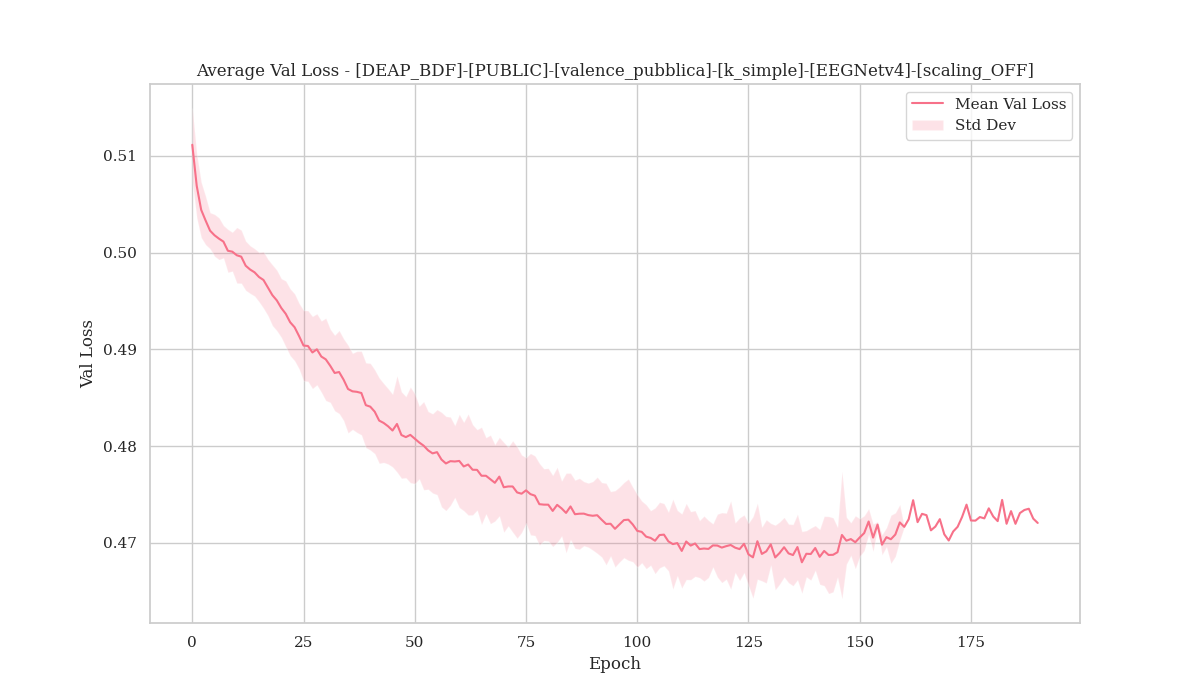 Average Val Loss - [DEAP_BDF]-[PUBLIC]-[valence_pubblica]-[k_simple]-[EEGNetv4]-[scaling_OFF]
Mean Val Loss
Std Dev
0.51
0.50
0.49
0.48
0.47
Val Loss
0 25 50 75 100 125 150 175
Epoch